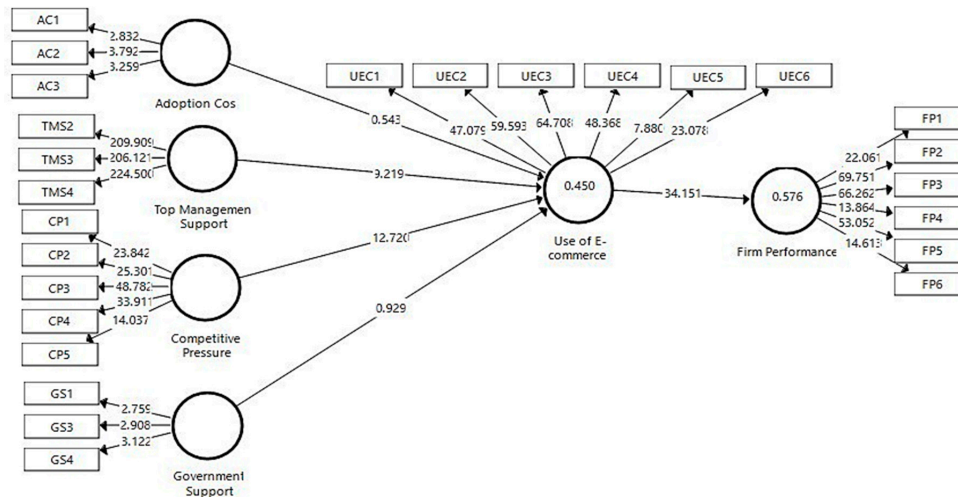 AC1
2.832
AC2
3.792
AC3
3.259
Adoption Cos
TMS2
209.909
TMS3
206.121
TMS4
224.500
Top Managemen
Support
CP1
23.842
CP2
25.301
CP3
48.782
CP4
33.911
CP5
14.037
Competitive
Pressure
GS1
2.759
GS3
2.908
GS4
3.122
Government
Support
0.543
9.219
12.720
0.929
UEC1
UEC2
UEC3
UEC4
UEC5
UEC6
47.079
59.593
64.708
48.368
7.880
23.078
0.450
Use of E-
commerce
34.151
0.576
Firm Performance
FP1
22.061
FP2
69.751
FP3
66.262
FP4
13.864
FP5
53.052
FP6
14.613